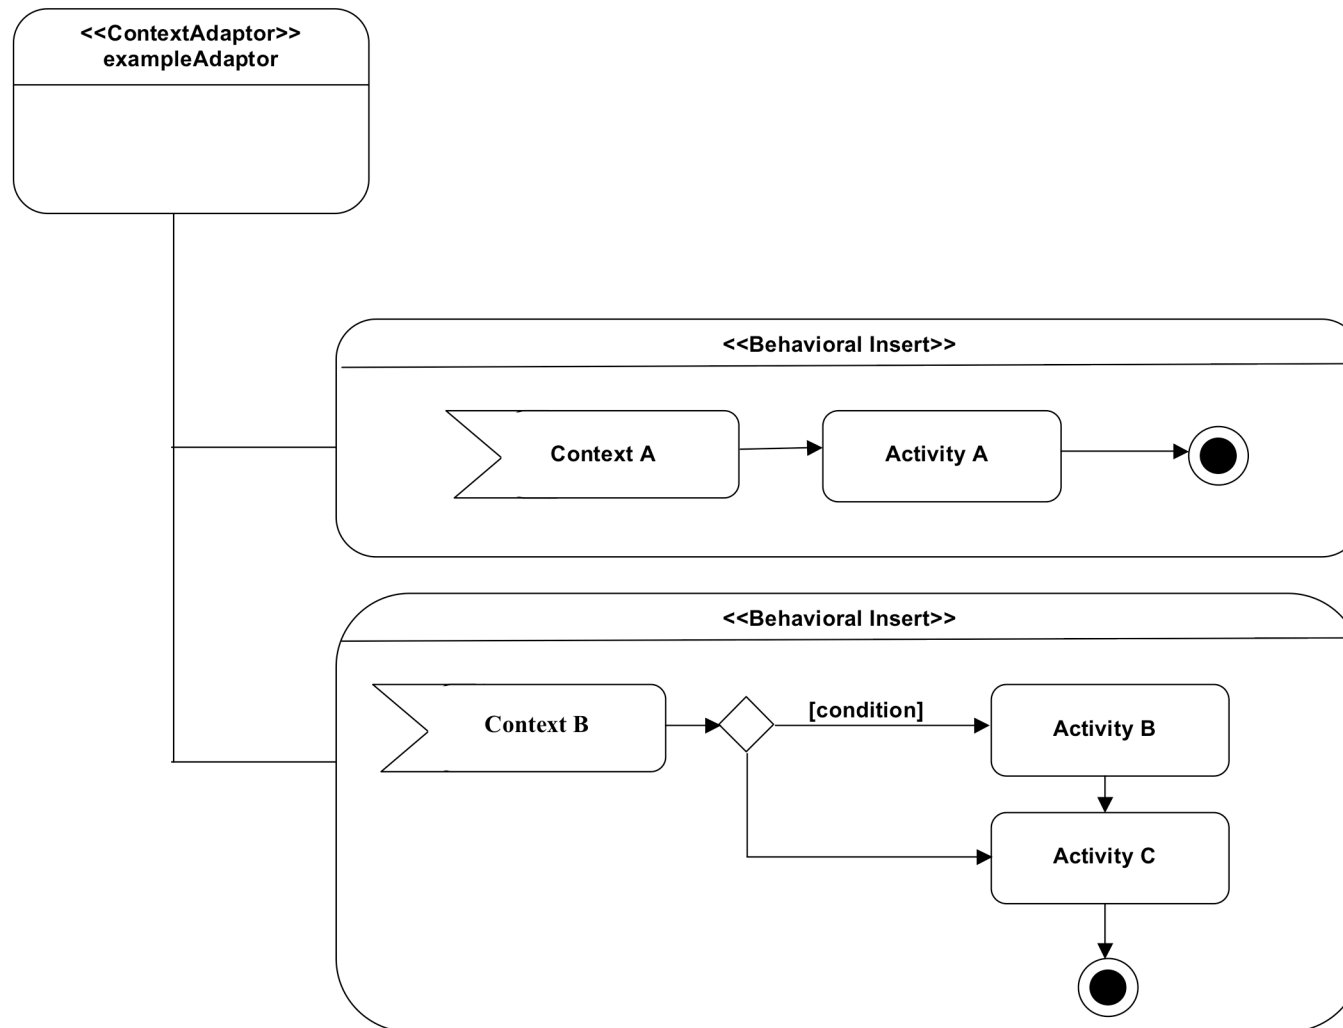 <<ContextAdaptor>>
exampleAdaptor
<<Behavioral Insert>>
Context A
Activity A
<<Behavioral Insert>>
Context B
[condition]
Activity B
Activity C